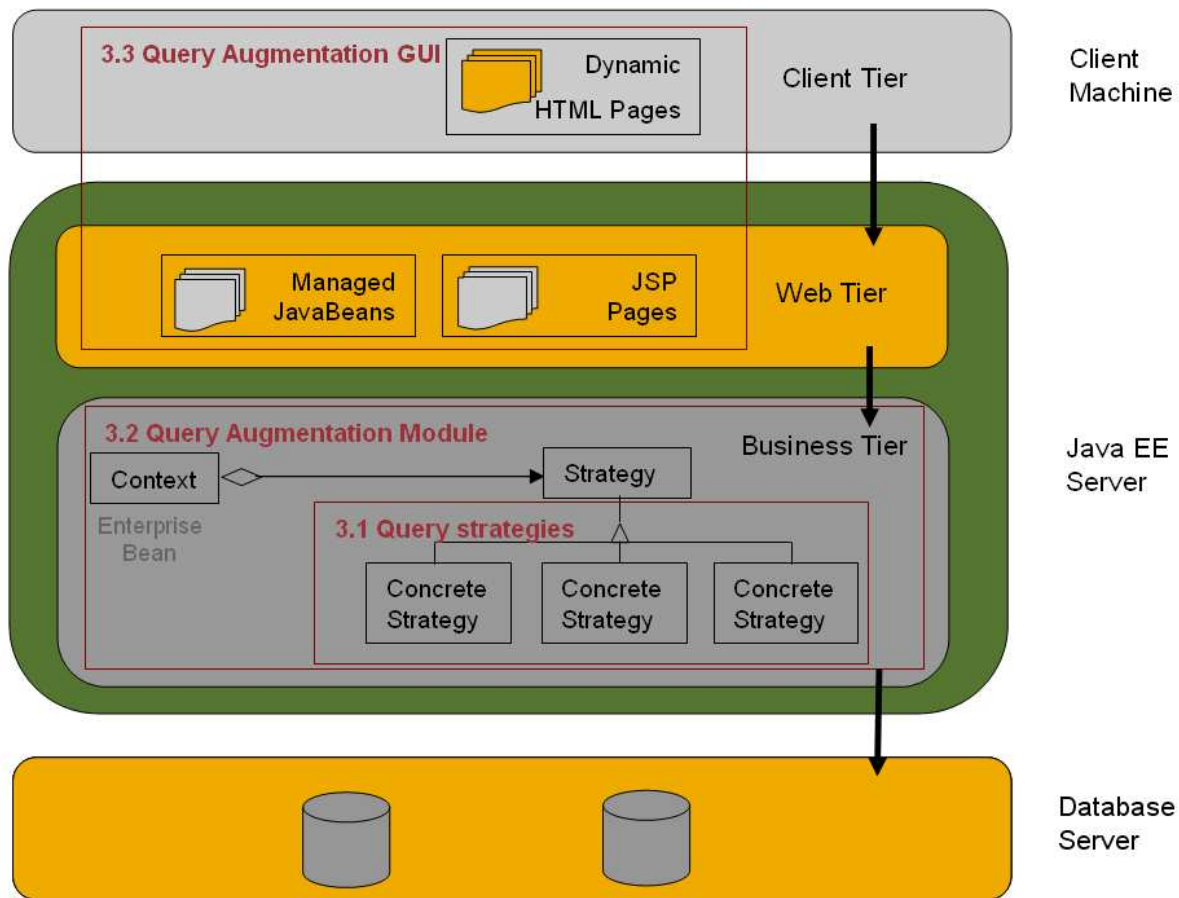 3.3 Query Augmentation GUI
Dynamic
HTML Pages
Client Tier
Client
Machine
Managed
JavaBeans
JSP
Pages
Web Tier
3.2 Query Augmentation Module
Business Tier
Context
Strategy
Enterprise
Bean
3.1 Query strategies
Concrete
Strategy
Concrete
Strategy
Concrete
Strategy
Java EE
Server
Database
Server